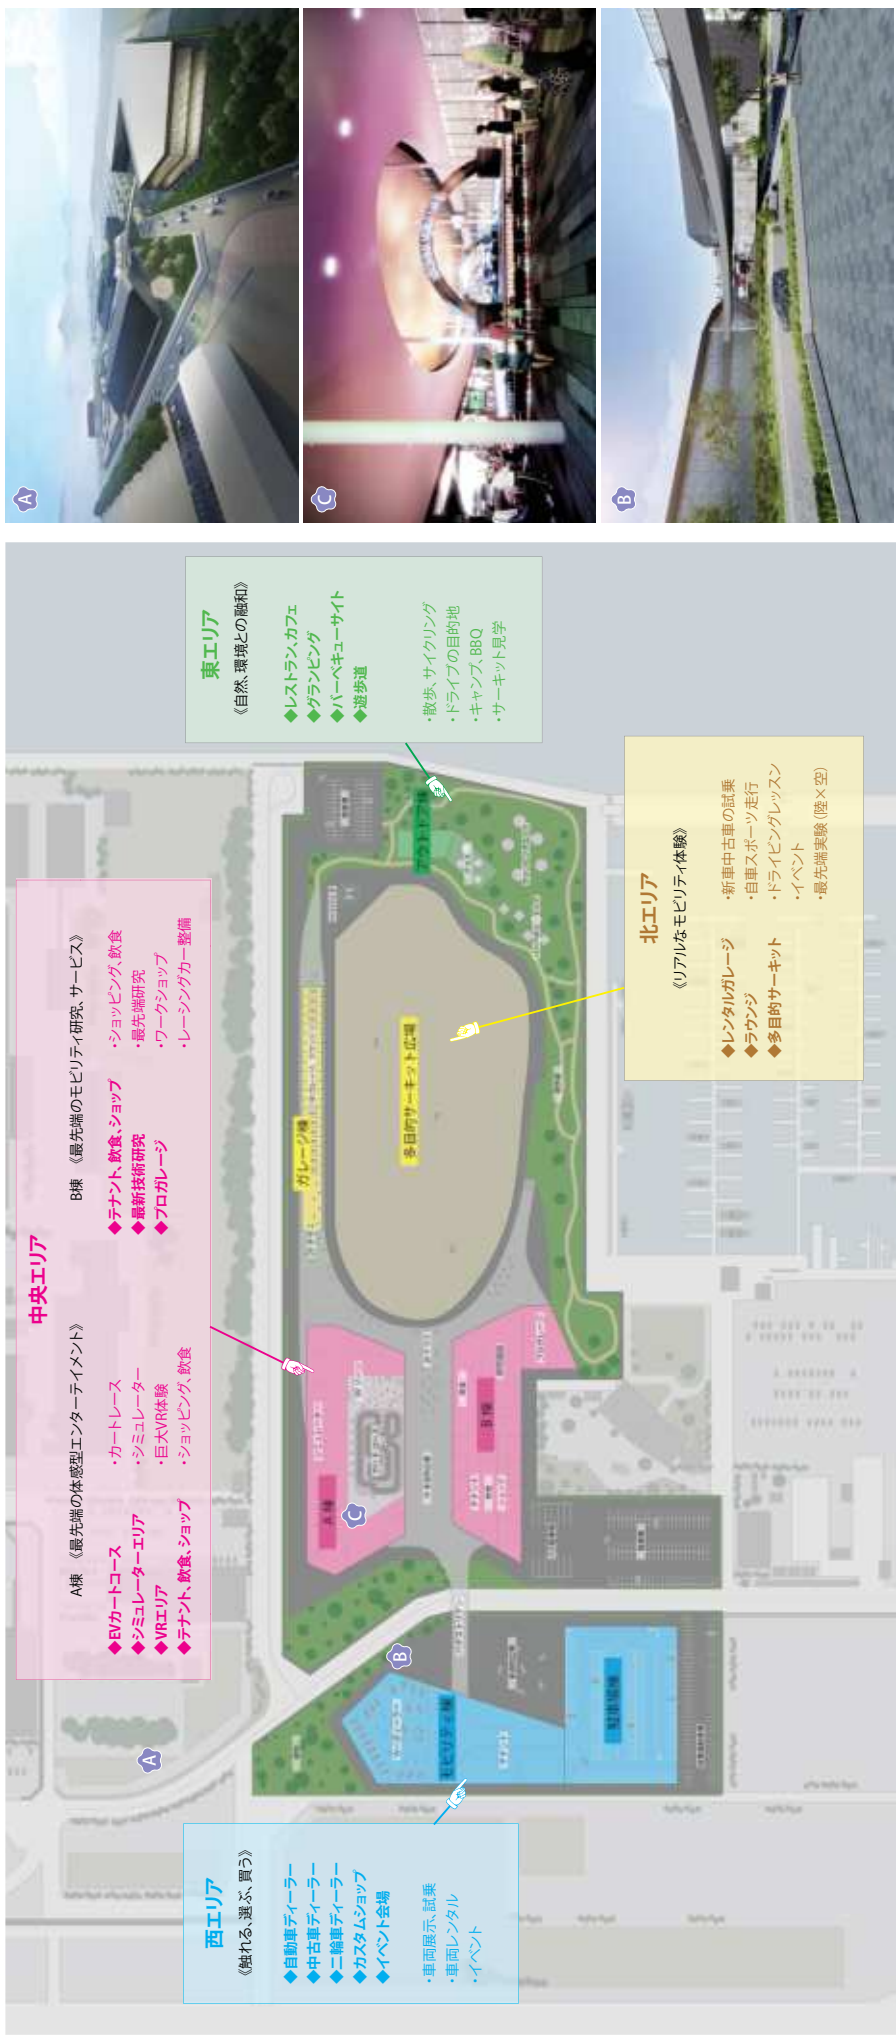 西エリア
《触れる、選ぶ、買う》
◆自動車ディーラー
◆中古車ディーラー
◆二輪車ディーラー
◆カスタムショップ
◆イベント会場
・車両展示、試乗
・車両レンタル
・イベント
中央エリア
A棟 《最先端の体感型エンターテイメント》
◆EVカートコース
◆シミュレーターエリア
◆VRエリア
◆テナント、飲食、ショップ
・カートレース
・シミュレーター
・巨大VR体験
・ショッピング、飲食
B棟 《最先端のモビリティ研究、サービス》
◆テナント、飲食、ショップ
◆最新技術研究
◆プロガレージ
・ショッピング、飲食
・最先端研究
・ワークショップ
・レーシングカー整備
東エリア
《自然、環境との融和》
◆レストラン、カフェ
◆グランピング
◆バーベキューサイト
◆遊歩道
・散歩、サイクリング
・ドライブの目的地
・キャンプ、BBQ
・サーキット見学
北エリア
《リアルなモビリティ体験》
◆レンタルガレージ
◆ラウンジ
◆多目的サーキット
・新車中古車の試乗
・自車スポーツ走行
・ドライビングレッスン
・イベント
・最先端実験（陸×空）
モビリティ棟
駐車場棟
A棟
B棟
ガレージ棟
多目的サーキット広場
アウトドア棟
A
B
C
A
C
B